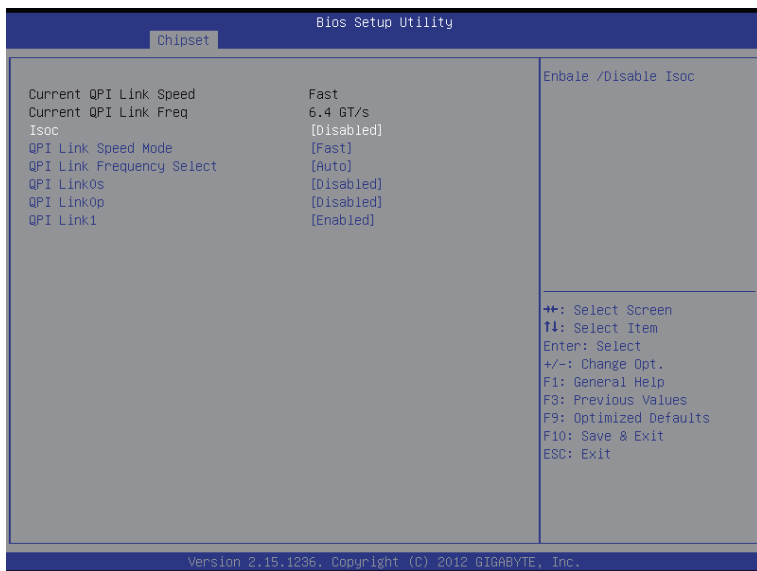 Bios Setup Utility
Chipset
Current QPI Link Speed Fast
Current QPI Link Freq 6.4 GT/s
Isoc [Disabled]
QPI Link Speed Mode [Fast]
QPI Link Frequency Select [Auto]
QPI Link0s [Disabled]
QPI Link0p [Disabled]
QPI Link1 [Enabled]
Enbale /Disable Isoc
→←: Select Screen
↑↓: Select Item
Enter: Select
+/-: Change Opt.
F1: General Help
F3: Previous Values
F9: Optimized Defaults
F10: Save & Exit
ESC: Exit
Version 2.15.1236. Copyright (C) 2012 GIGABYTE, Inc.